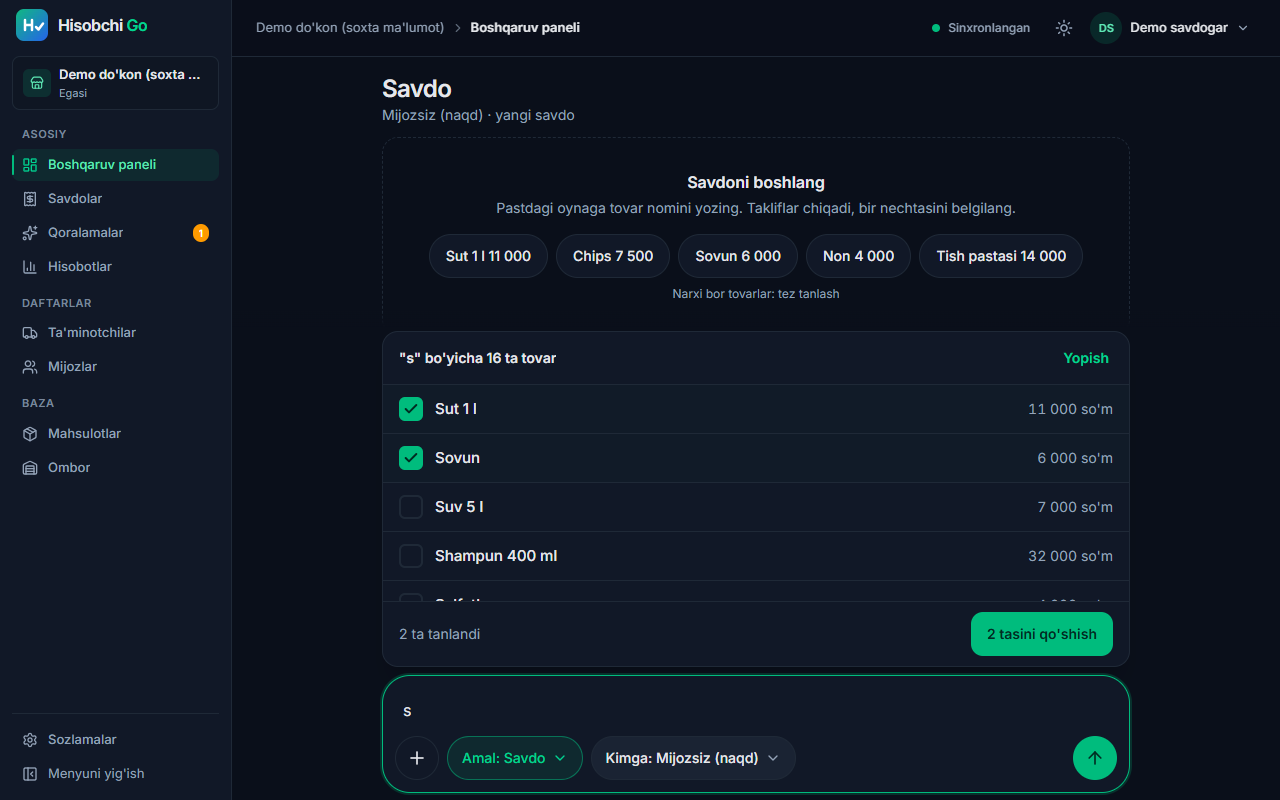 Hisobchi Go
Demo do'kon (soxta ...
Egasi
ASOSIY
Boshqaruv paneli
Savdolar
Qoralamalar 1
Hisobotlar
DAFTARLAR
Ta'minotchilar
Mijozlar
BAZA
Mahsulotlar
Ombor
Sozlamalar
Menyuni yig'ish
Demo do'kon (soxta ma'lumot) > Boshqaruv paneli
Sinxronlangan
DS Demo savdogar
Savdo
Mijozsiz (naqd) · yangi savdo
Savdoni boshlang
Pastdagi oynaga tovar nomini yozing. Takliflar chiqadi, bir nechtasini belgilang.
Sut 1 l 11 000 Chips 7 500 Sovun 6 000 Non 4 000 Tish pastasi 14 000
Narxi bor tovarlar: tez tanlash
"s" bo'yicha 16 ta tovar Yopish
Sut 1 l 11 000 so'm
Sovun 6 000 so'm
Suv 5 l 7 000 so'm
Shampun 400 ml 32 000 so'm
2 ta tanlandi 2 tasini qo'shish
s
Amal: Savdo Kimga: Mijozsiz (naqd)